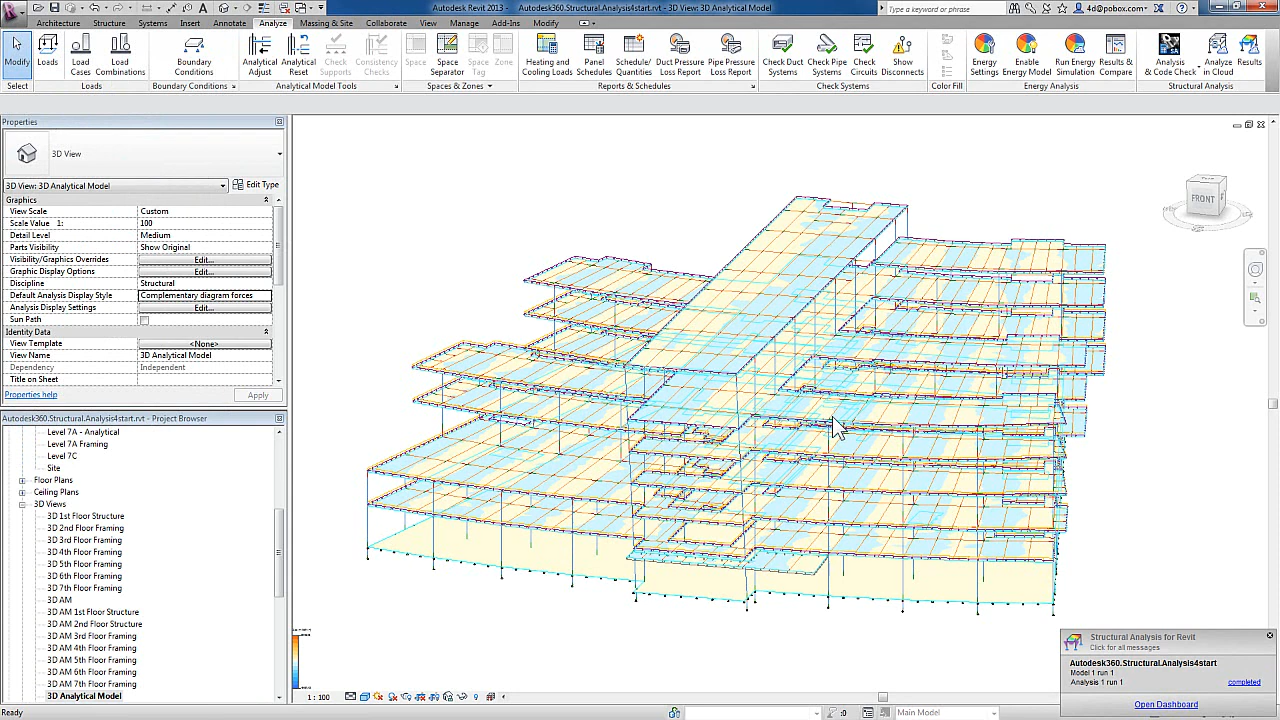 Autodesk Revit 2013 - Autodesk360.Structural.Analysis4start.rvt - 3D View: 3D Analytical Model
Type a keyword or phrase
4d@pobox.com
Architecture Structure Systems Insert Annotate Analyze Massing & Site Collaborate View Manage Add-Ins Modify
Modify
Loads
Load Cases
Load Combinations
Boundary Conditions
Analytical Adjust
Analytical Reset
Check Supports
Consistency Checks
Space
Space Separator
Space Tag
Zone
Heating and Cooling Loads
Panel Schedules
Schedule/ Quantities
Duct Pressure Loss Report
Pipe Pressure Loss Report
Check Duct Systems
Check Pipe Systems
Check Circuits
Show Disconnects
Energy Settings
Enable Energy Model
Run Energy Simulation
Results & Compare
Analysis & Code Check
Analyze in Cloud
Results
Select Loads Boundary Conditions Analytical Model Tools Spaces & Zones Reports & Schedules Check Systems Color Fill Energy Analysis Structural Analysis
Properties
3D View
3D View: 3D Analytical Model Edit Type
Graphics
View Scale Custom
Scale Value 1: 100
Detail Level Medium
Parts Visibility Show Original
Visibility/Graphics Overrides Edit...
Graphic Display Options Edit...
Discipline Structural
Default Analysis Display Style Complementary diagram forces
Analysis Display Settings Edit...
Sun Path
Identity Data
View Template <None>
View Name 3D Analytical Model
Dependency Independent
Title on Sheet
Properties help Apply
Autodesk360.Structural.Analysis4start.rvt - Project Browser
Level 7A - Analytical
Level 7A Framing
Level 7C
Site
Floor Plans
Ceiling Plans
3D Views
3D 1st Floor Structure
3D 2nd Floor Framing
3D 3rd Floor Framing
3D 4th Floor Framing
3D 5th Floor Framing
3D 6th Floor Framing
3D 7th Floor Framing
3D AM
3D AM 1st Floor Structure
3D AM 2nd Floor Structure
3D AM 3rd Floor Framing
3D AM 4th Floor Framing
3D AM 5th Floor Framing
3D AM 6th Floor Framing
3D AM 7th Floor Framing
3D Analytical Model
FRONT
Structural Analysis for Revit
Click for all messages
Autodesk360.Structural.Analysis4start
Model 1 run 1
Analysis 1 run 1 completed
Open Dashboard
1 : 100
Ready
:0
Main Model